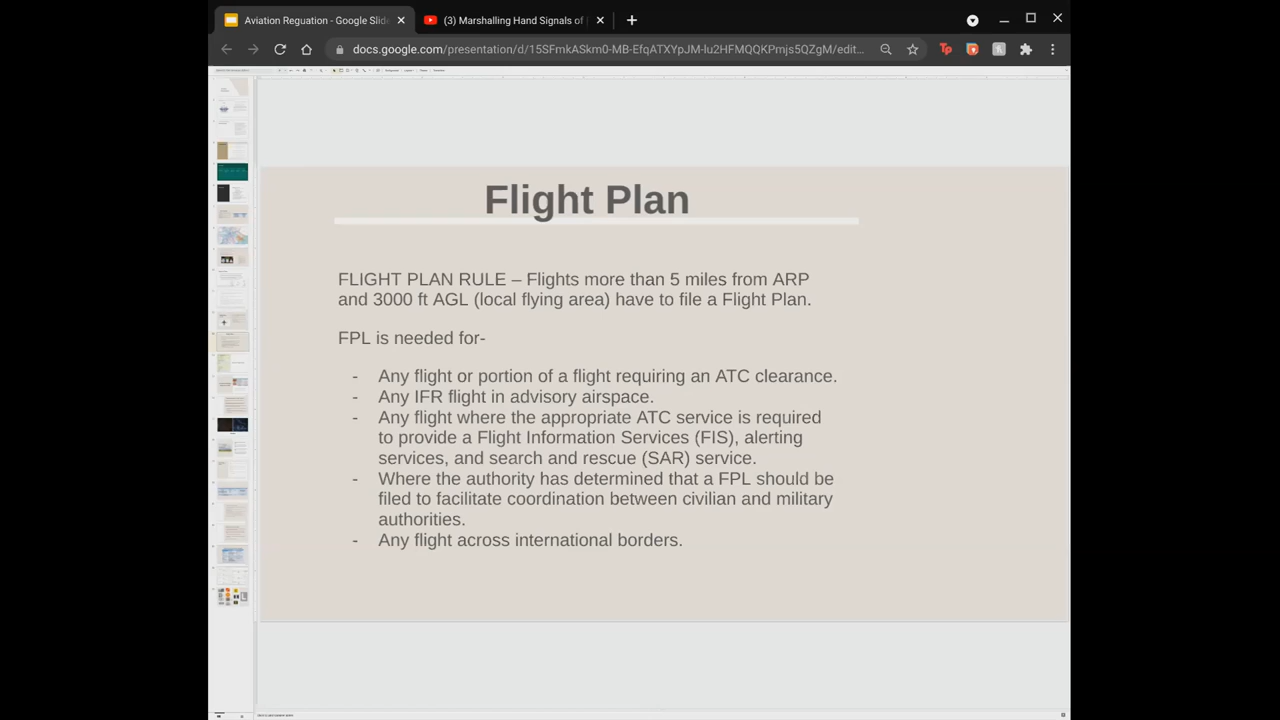 Aviation Reguation - Google Slide
(3) Marshalling Hand Signals of
docs.google.com/presentation/d/15SFmkASkm0-MB-EfqATXYpJM-lu2HFMQQKPmjs5QZgM/edit...
Flight Plan
FLIGHT PLAN RULE – Flights more than 5 miles from ARP
and 3000 ft AGL (local flying area) have to file a Flight Plan.
FPL is needed for-
- Any flight or portion of a flight requiring an ATC clearance.
- Any IFR flight in advisory airspace.
- Any flight where the appropriate ATC service is required
to provide a Flight Information Services (FIS), alerting
services, and search and rescue (SAR) service.
- Where the authority has determined that a FPL should be
filed to facilitate coordination between civilian and military
authorities.
- Any flight across international borders.